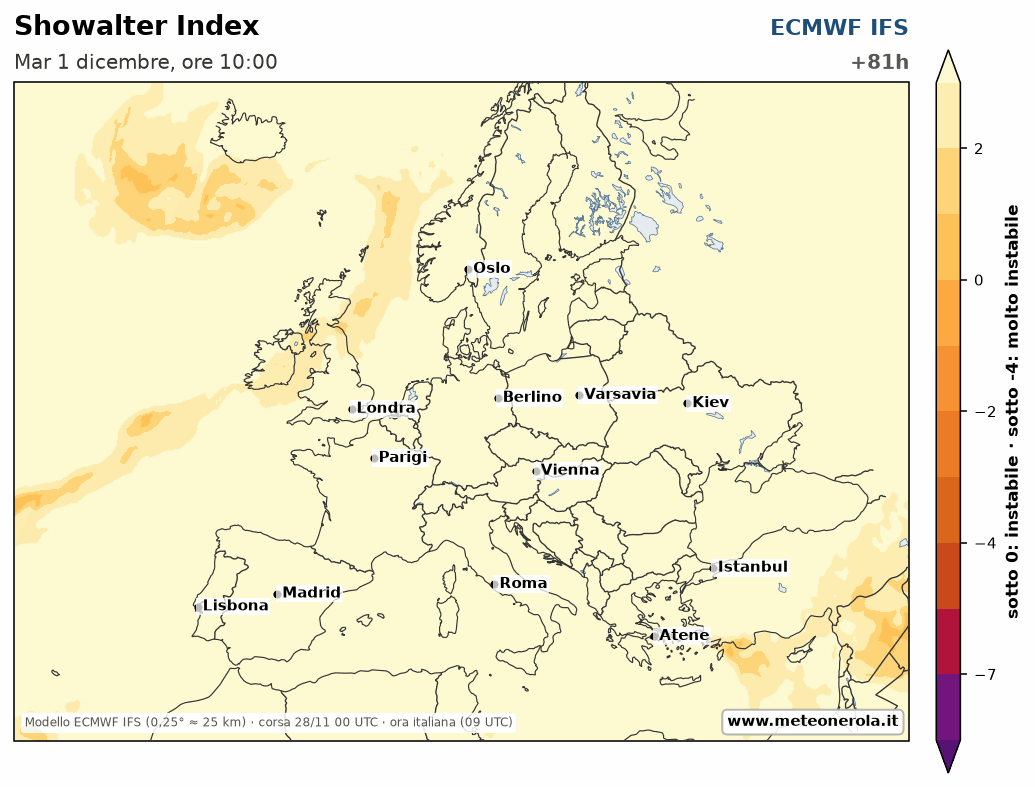 Showalter Index
ECMWF IFS
Mar 1 dicembre, ore 10:00
+81h
Oslo
Berlino
Varsavia
Kiev
Londra
Parigi
Vienna
Istanbul
Roma
Madrid
Lisbona
Atene
Modello ECMWF IFS (0,25° ≈ 25 km) · corsa 28/11 00 UTC · ora italiana (09 UTC)
www.meteonerola.it
2
0
−2
−4
−7
sotto 0: instabile · sotto -4: molto instabile